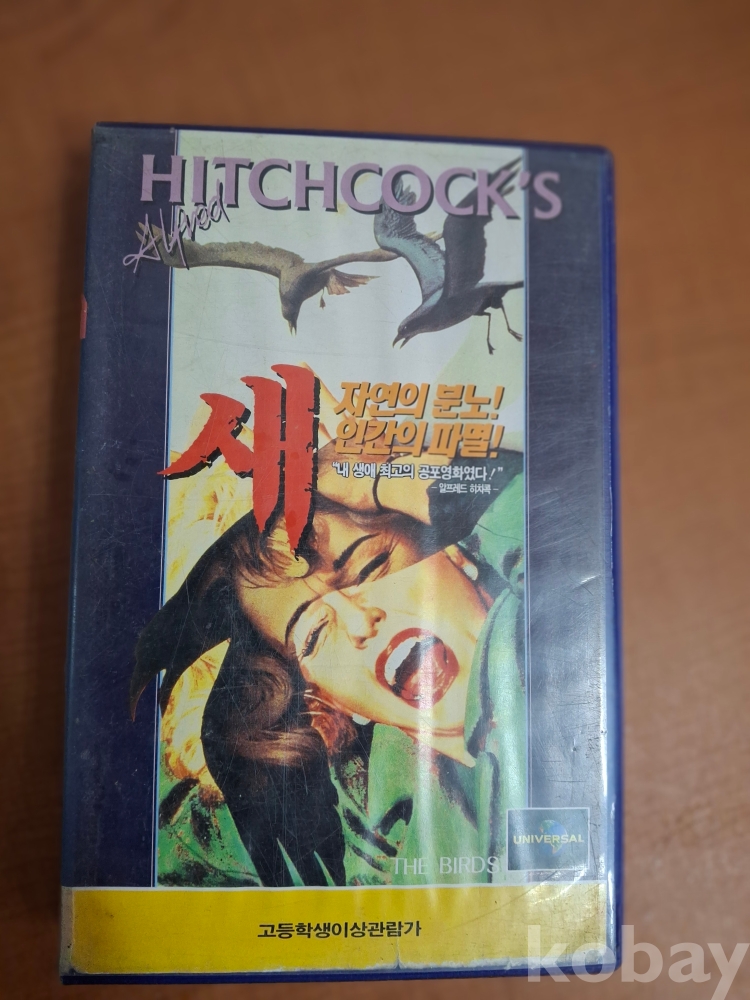 HITCHCOCK'S
Alfred
새
자연의 분노!
인간의 파멸!
"내 생애 최고의 공포영화였다!"
-알프레드 히치콕-
THE BIRDS
UNIVERSAL
고등학생이상관람가
kobay